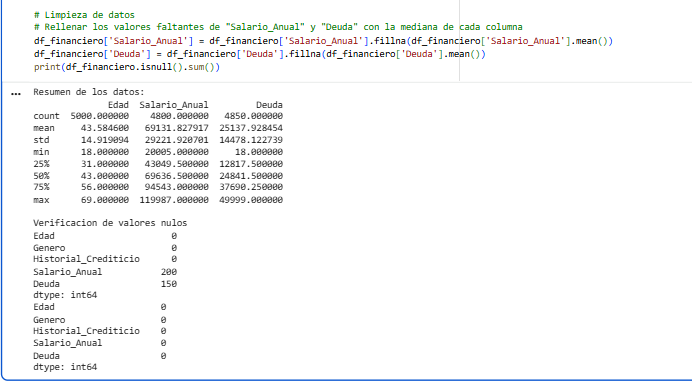 # Limpieza de datos
# Rellenar los valores faltantes de "Salario_Anual" y "Deuda" con la mediana de cada columna
df_financiero['Salario_Anual'] = df_financiero['Salario_Anual'].fillna(df_financiero['Salario_Anual'].mean())
df_financiero['Deuda'] = df_financiero['Deuda'].fillna(df_financiero['Deuda'].mean())
print(df_financiero.isnull().sum())
... Resumen de los datos:
Edad Salario_Anual Deuda
count 5000.000000 4800.000000 4850.000000
mean 43.584600 69131.827917 25137.928454
std 14.919094 29221.920701 14478.122739
min 18.000000 20005.000000 18.000000
25% 31.000000 43049.500000 12817.500000
50% 43.000000 69636.500000 24841.500000
75% 56.000000 94543.000000 37690.250000
max 69.000000 119987.000000 49999.000000
Verificacion de valores nulos
Edad 0
Genero 0
Historial_Crediticio 0
Salario_Anual 200
Deuda 150
dtype: int64
Edad 0
Genero 0
Historial_Crediticio 0
Salario_Anual 0
Deuda 0
dtype: int64